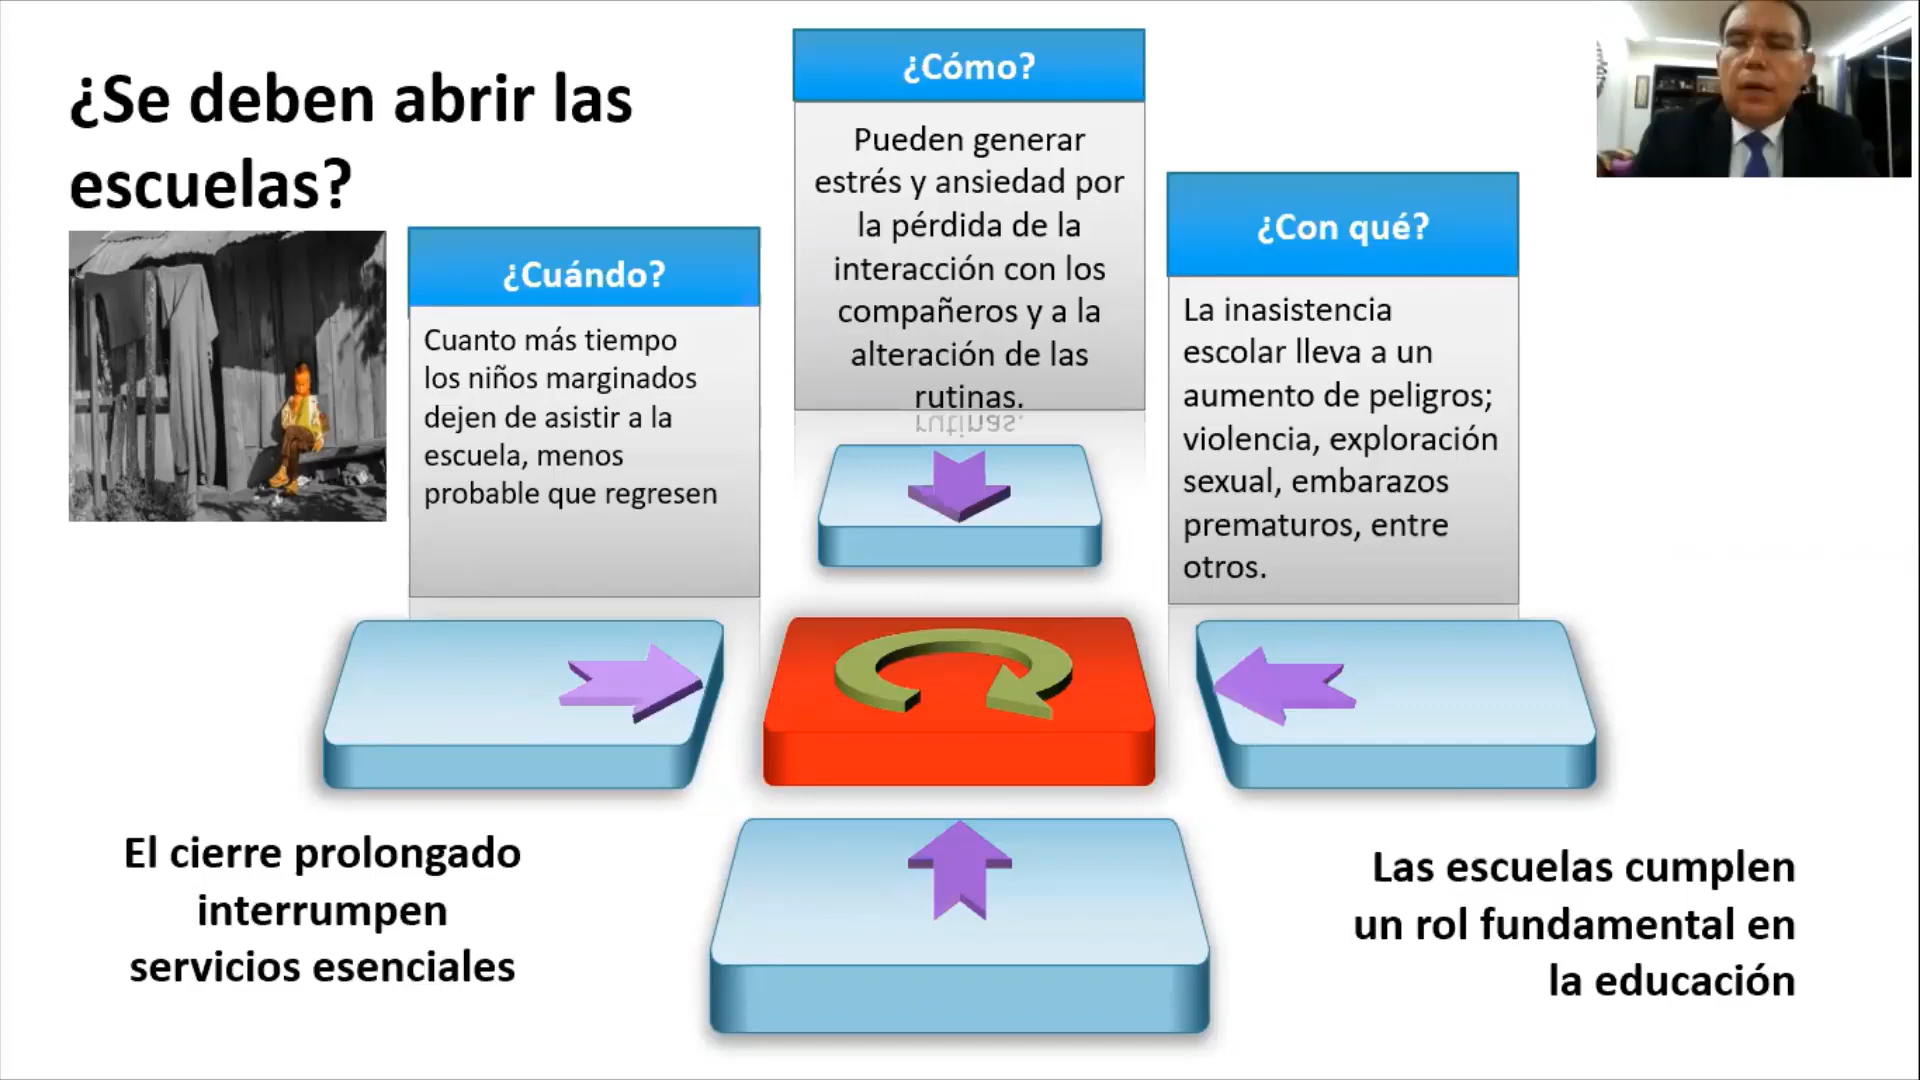 ¿Se deben abrir las
escuelas?
¿Cuándo?
Cuanto más tiempo
los niños marginados
dejen de asistir a la
escuela, menos
probable que regresen
¿Cómo?
Pueden generar
estrés y ansiedad por
la pérdida de la
interacción con los
compañeros y a la
alteración de las
rutinas.
¿Con qué?
La inasistencia
escolar lleva a un
aumento de peligros;
violencia, exploración
sexual, embarazos
prematuros, entre
otros.
El cierre prolongado
interrumpen
servicios esenciales
Las escuelas cumplen
un rol fundamental en
la educación